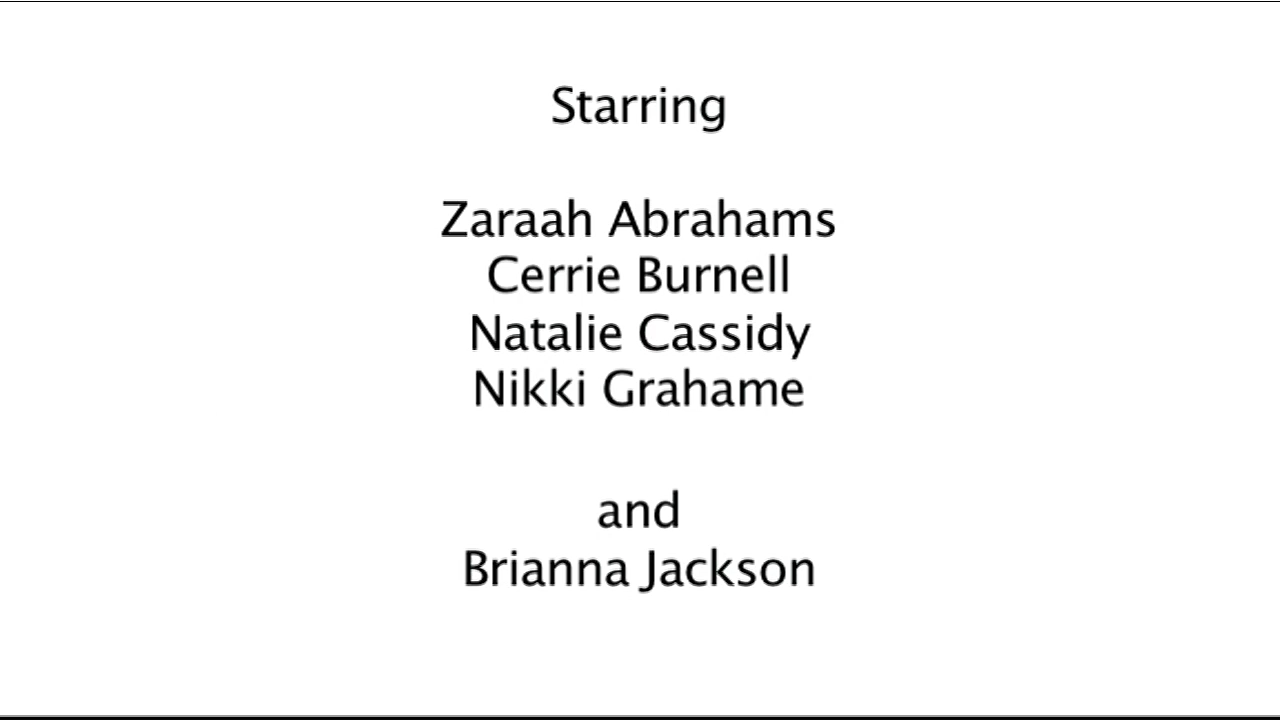 Starring
Zaraah Abrahams
Cerrie Burnell
Natalie Cassidy
Nikki Grahame
and
Brianna Jackson